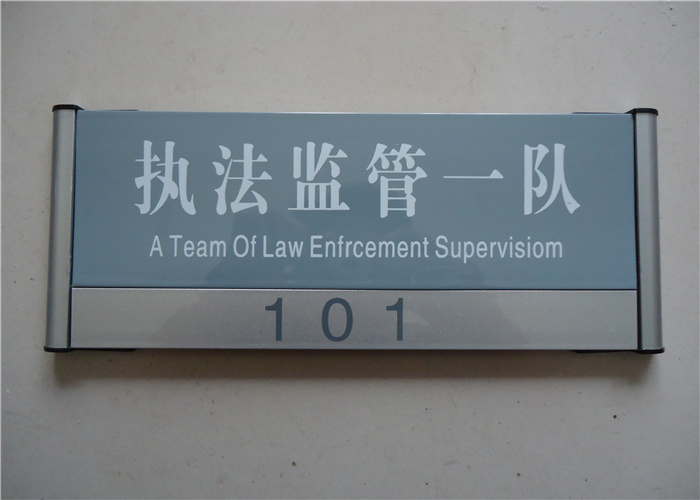 执法监管一队
A Team Of Law Enfrcement Supervisiom
101